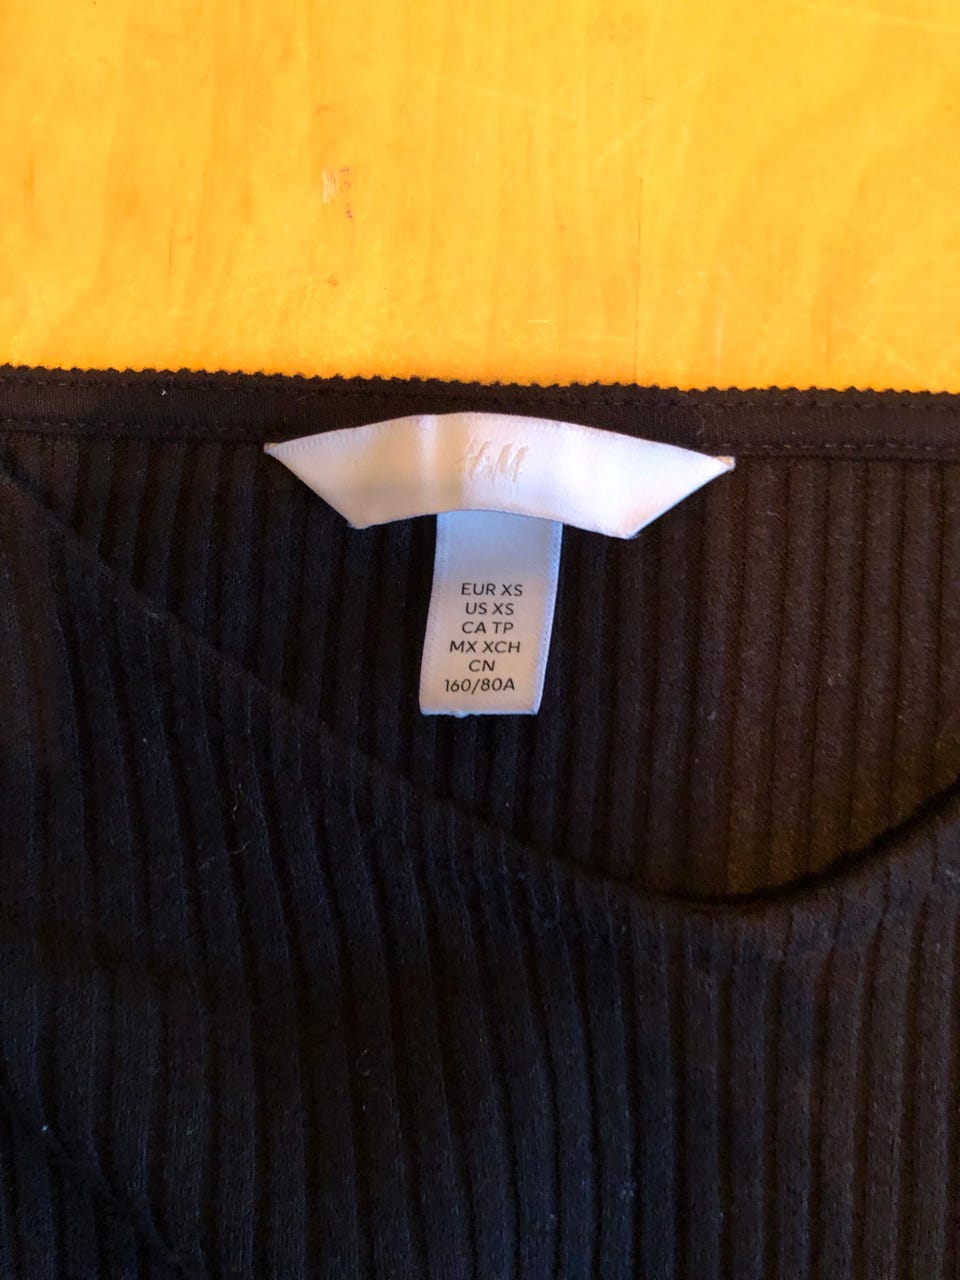 H&M
EUR XS
US XS
CA TP
MX XCH
CN
160/80A